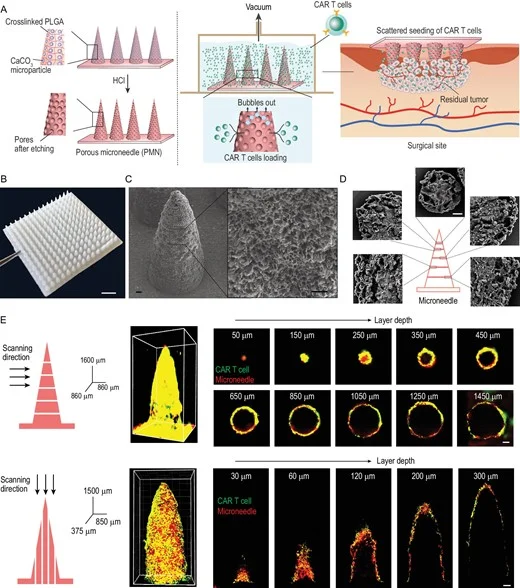 A
Crosslinked PLGA
CaCO₃
microparticle
HCl
Pores
after etching
Porous microneedle (PMN)
Vacuum
CAR T cells
Bubbles out
CAR T cells loading
Scattered seeding of CAR T cells
Residual tumor
Surgical site
B
C
D
Microneedle
E
Layer depth
Scanning
direction
1600 µm
860 µm
860 µm
50 µm
150 µm
250 µm
350 µm
450 µm
CAR T cell
Microneedle
650 µm
850 µm
1050 µm
1250 µm
1450 µm
Layer depth
Scanning
direction
1500 µm
850 µm
375 µm
30 µm
60 µm
120 µm
200 µm
300 µm
CAR T cell
Microneedle